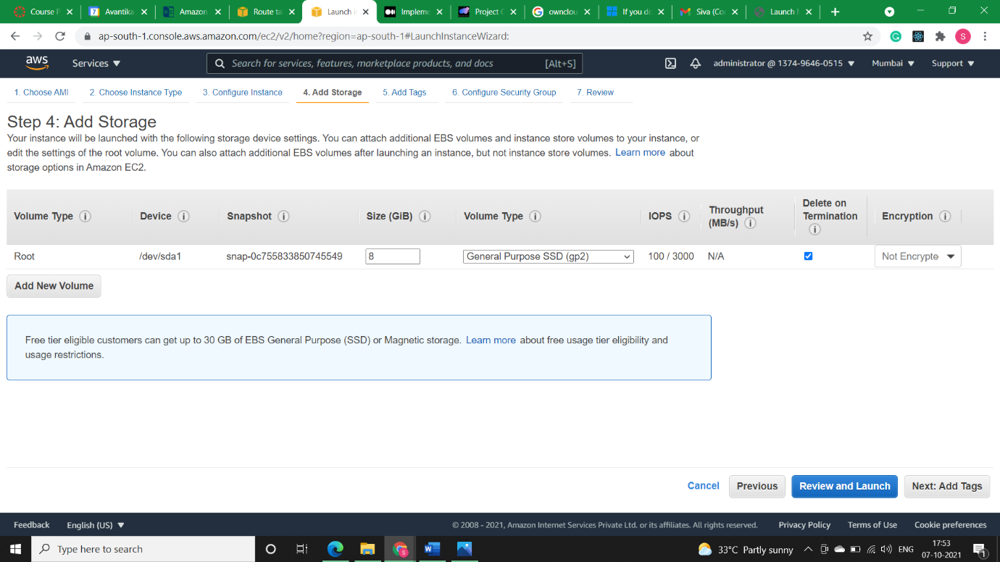 Course P
Avantika
Amazon
Route ta
Launch i
Impleme
Project C
ownclou
If you do
Siva (Co
Launch
ap-south-1.console.aws.amazon.com/ec2/v2/home?region=ap-south-1#LaunchInstanceWizard:
aws Services Search for services, features, marketplace products, and docs [Alt+S] administrator @ 1374-9646-0515 Mumbai Support
1. Choose AMI 2. Choose Instance Type 3. Configure Instance 4. Add Storage 5. Add Tags 6. Configure Security Group 7. Review
Step 4: Add Storage
Your instance will be launched with the following storage device settings. You can attach additional EBS volumes and instance store volumes to your instance, or
edit the settings of the root volume. You can also attach additional EBS volumes after launching an instance, but not instance store volumes. Learn more about
storage options in Amazon EC2.
Volume Type Device Snapshot Size (GiB) Volume Type IOPS Throughput (MB/s) Delete on Termination Encryption
Root /dev/sda1 snap-0c755833850745549 8 General Purpose SSD (gp2) 100 / 3000 N/A Not Encrypte
Add New Volume
Free tier eligible customers can get up to 30 GB of EBS General Purpose (SSD) or Magnetic storage. Learn more about free usage tier eligibility and
usage restrictions.
Cancel Previous Review and Launch Next: Add Tags
Feedback English (US) © 2008 - 2021, Amazon Internet Services Private Ltd. or its affiliates. All rights reserved. Privacy Policy Terms of Use Cookie preferences
Type here to search 33°C Partly sunny ENG 17:53
07-10-2021